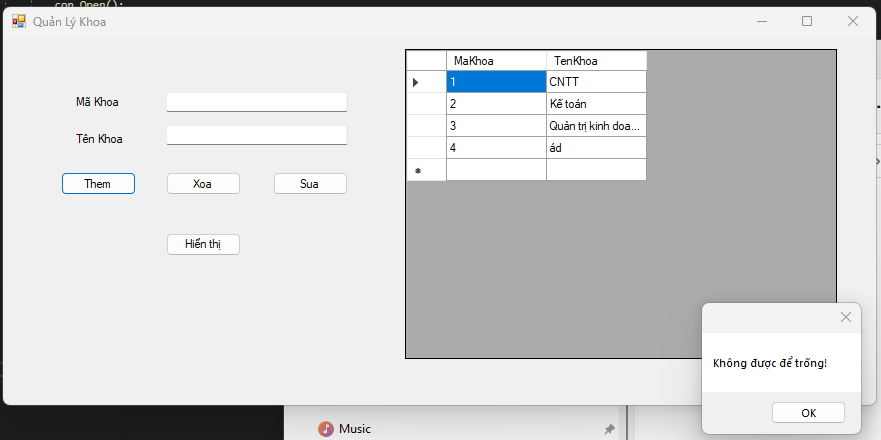 con.Open();
Quản Lý Khoa
Mã Khoa
Tên Khoa
Them Xoa Sua
Hiển thị
MaKhoa TenKhoa
1 CNTT
2 Kế toán
3 Quản trị kinh doa...
4 ád
Không được để trống!
OK
Music